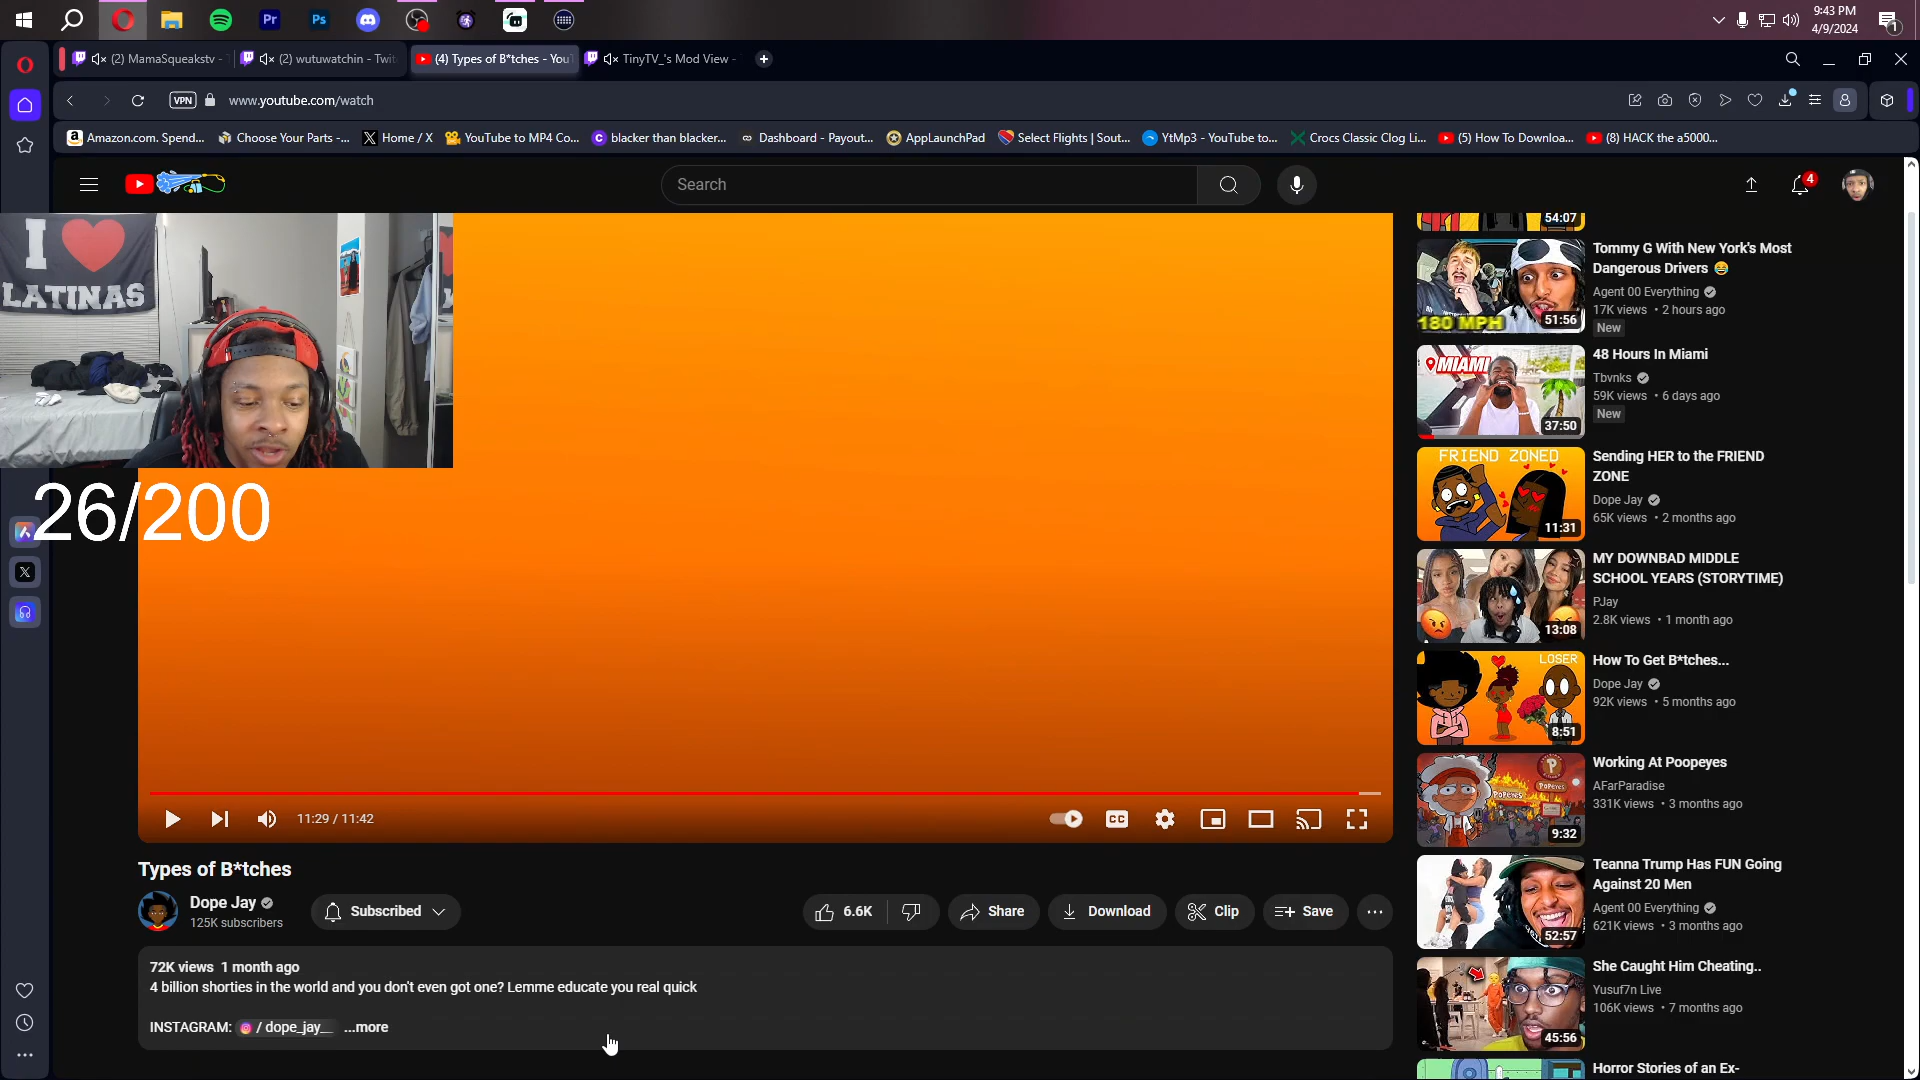 9:43 PM
4/9/2024
1
(2) MamaSqueakstv - T
(2) wutuwatchin - Twit
(4) Types of B*tches - You
TinyTV_'s Mod View -
VPN
www.youtube.com/watch
Amazon.com. Spend...
Choose Your Parts -...
Home / X
YouTube to MP4 Co...
blacker than blacker...
Dashboard - Payout...
AppLaunchPad
Select Flights | Sout...
YtMp3 - YouTube to...
Crocs Classic Clog Li...
(5) How To Downloa...
(8) HACK the a5000...
Search
4
I
LATINAS
26/200
11:29 / 11:42
CC
Types of B*tches
Dope Jay
125K subscribers
Subscribed
6.6K
Share
Download
Clip
Save
72K views 1 month ago
4 billion shorties in the world and you don't even got one? Lemme educate you real quick
INSTAGRAM: / dope_jay__ ...more
54:07
180 MPH
51:56
Tommy G With New York's Most
Dangerous Drivers 😂
Agent 00 Everything
17K views • 2 hours ago
New
MIAMI
37:50
48 Hours In Miami
Tbvnks
59K views • 6 days ago
New
FRIEND ZONED
11:31
Sending HER to the FRIEND
ZONE
Dope Jay
65K views • 2 months ago
13:08
MY DOWNBAD MIDDLE
SCHOOL YEARS (STORYTIME)
PJay
2.8K views • 1 month ago
LOSER
8:51
How To Get B*tches...
Dope Jay
92K views • 5 months ago
POPEYES
9:32
Working At Poopeyes
AFarParadise
331K views • 3 months ago
52:57
Teanna Trump Has FUN Going
Against 20 Men
Agent 00 Everything
621K views • 3 months ago
45:56
She Caught Him Cheating..
Yusuf7n Live
106K views • 7 months ago
Horror Stories of an Ex-